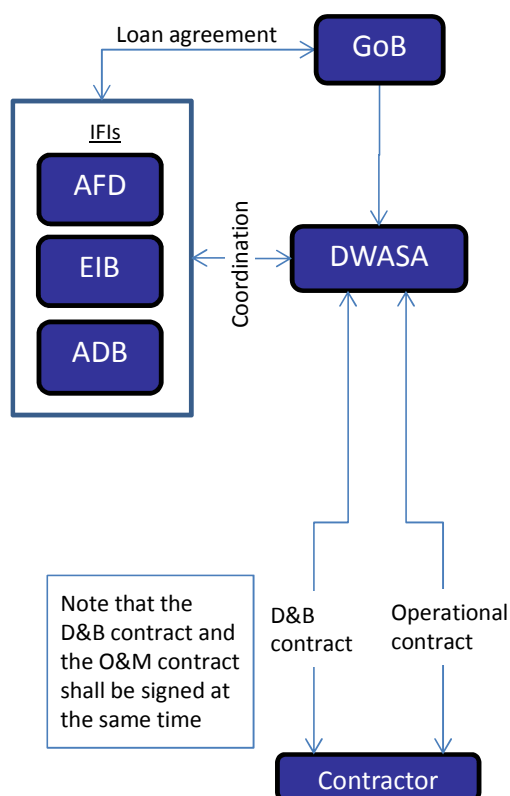 Loan agreement
GoB
IFIs
AFD
EIB
ADB
Coordination
DWASA
Note that the
D&B contract and
the O&M contract
shall be signed at
the same time
D&B
contract
Operational
contract
Contractor